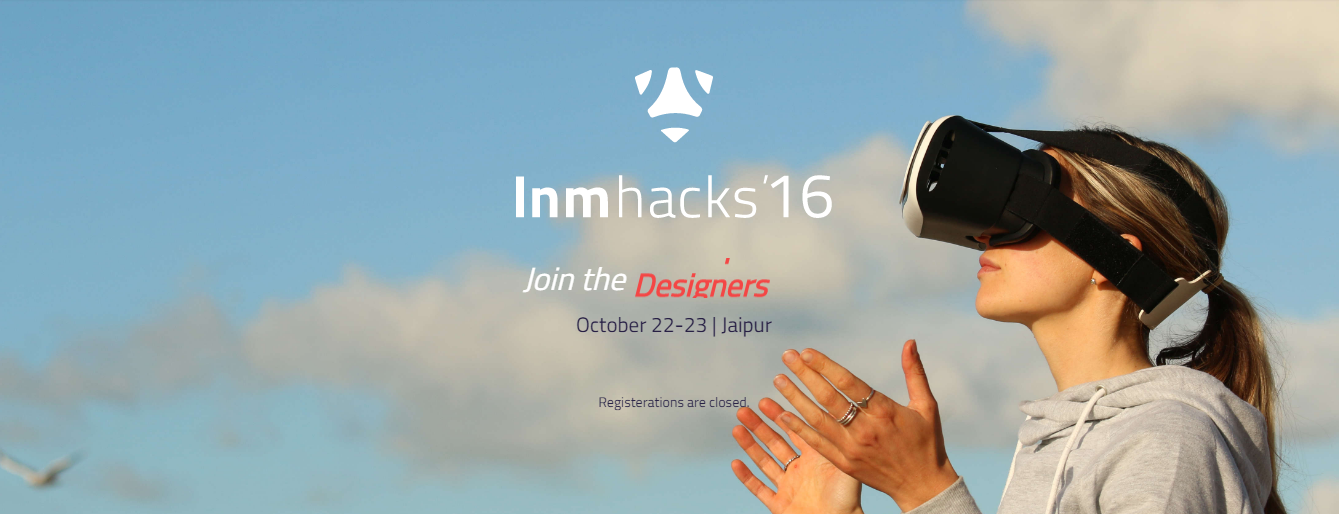 Inmhacks'16
Join the Designers
October 22-23 | Jaipur
Registerations are closed.